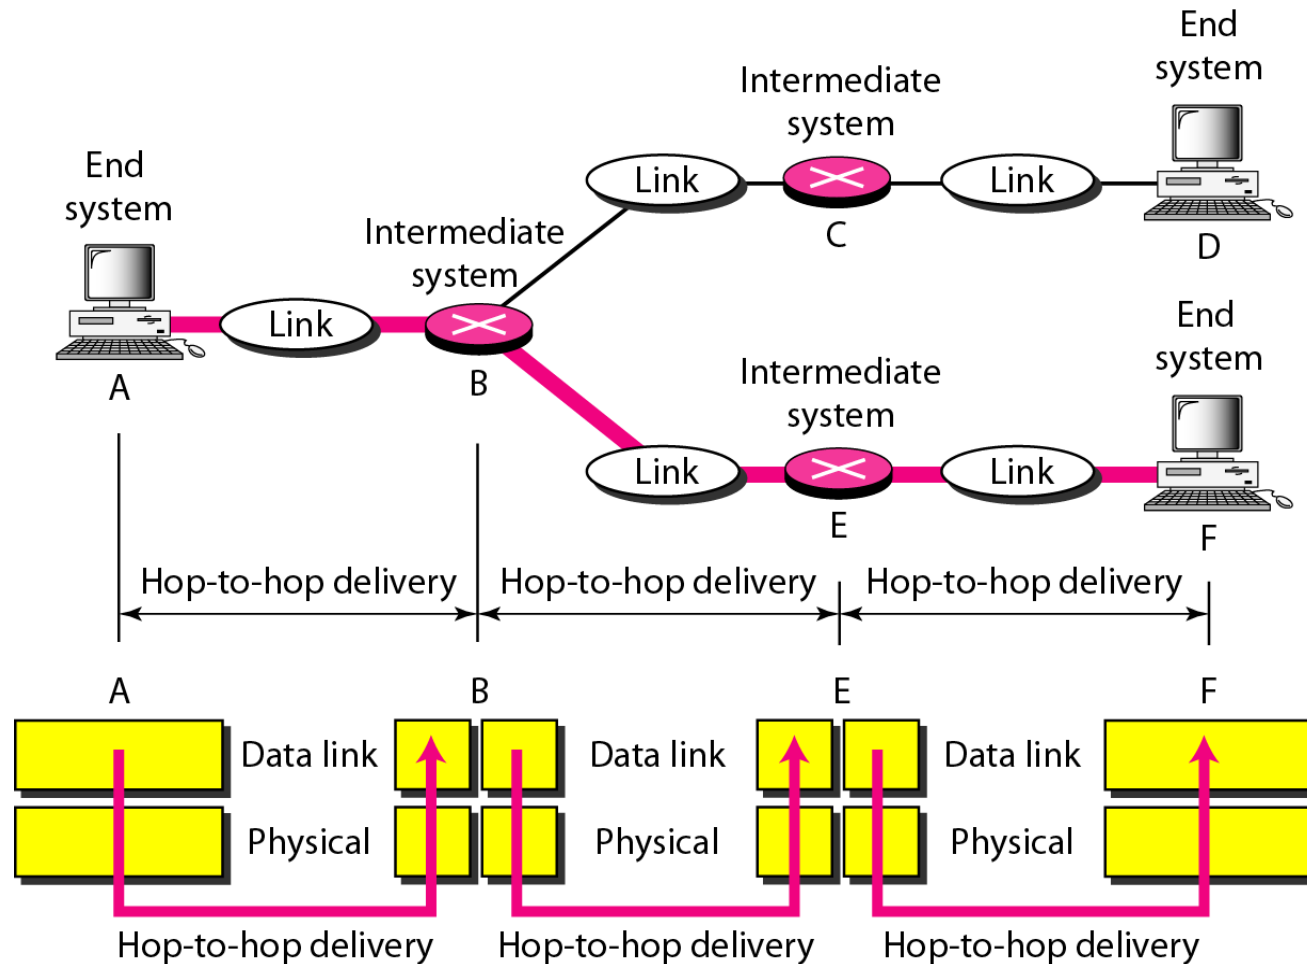 End
system
Intermediate
system
End
system
Link
Link
C
D
Intermediate
system
Link
A
B
End
system
Intermediate
system
Link
Link
E
F
Hop-to-hop delivery
Hop-to-hop delivery
Hop-to-hop delivery
A
B
E
F
Data link
Data link
Data link
Physical
Physical
Physical
Hop-to-hop delivery
Hop-to-hop delivery
Hop-to-hop delivery